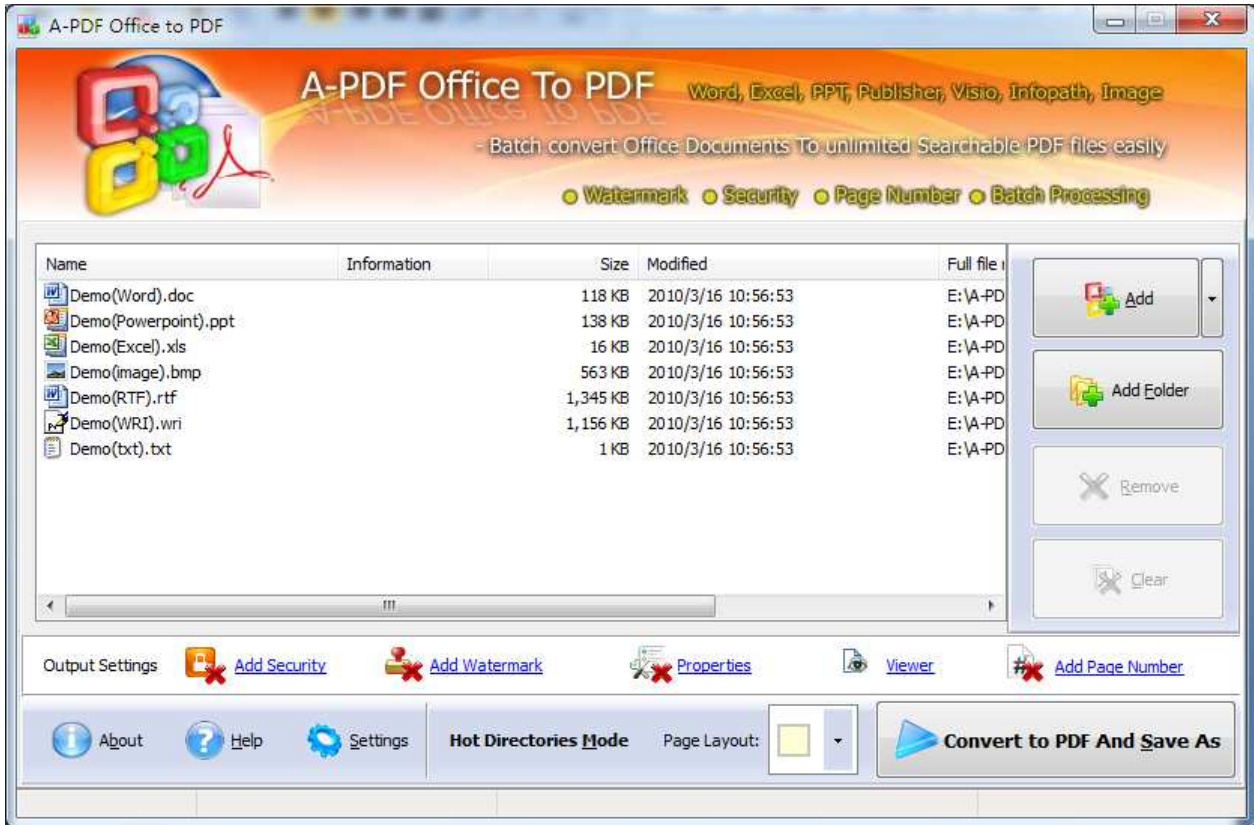 A-PDF Office to PDF
A-PDF Office To PDF Word, Excel, PPT, Publisher, Visio, Infopath, Image
- Batch convert Office Documents To unlimited Searchable PDF files easily
Watermark Security Page Number Batch Processing
Name Information Size Modified Full file
Demo(Word).doc 118 KB 2010/3/16 10:56:53 E:\A-PD
Demo(Powerpoint).ppt 138 KB 2010/3/16 10:56:53 E:\A-PD
Demo(Excel).xls 16 KB 2010/3/16 10:56:53 E:\A-PD
Demo(image).bmp 563 KB 2010/3/16 10:56:53 E:\A-PD
Demo(RTF).rtf 1,345 KB 2010/3/16 10:56:53 E:\A-PD
Demo(WRI).wri 1,156 KB 2010/3/16 10:56:53 E:\A-PD
Demo(txt).txt 1 KB 2010/3/16 10:56:53 E:\A-PD
Add
Add Folder
Remove
Clear
Output Settings Add Security Add Watermark Properties Viewer Add Page Number
About Help Settings Hot Directories Mode Page Layout: Convert to PDF And Save As